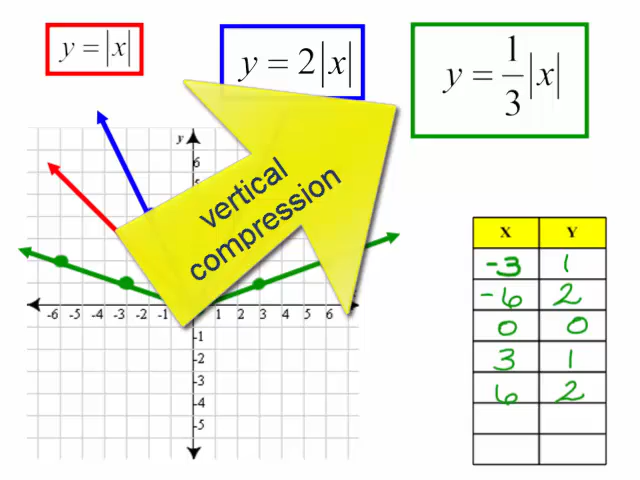 y = |x|
y = 2|x|
y = 1/3 |x|
vertical
compression
y
6
-6 -5 -4 -3 -2 -1 1 2 3 4 5 6
-1
-2
-3
-4
-5
X Y
-3 1
-6 2
0 0
3 1
6 2